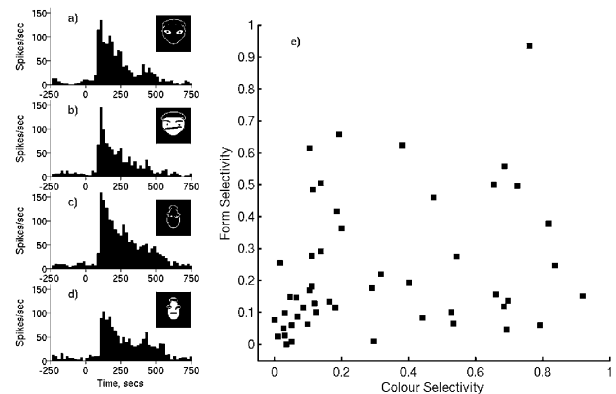 a)
Spikes/sec
150
100
50
0
-250 0 250 500 750
b)
Spikes/sec
150
100
50
0
-250 0 250 500 750
c)
Spikes/sec
150
100
50
0
-250 0 250 500 750
d)
Spikes/sec
150
100
50
0
-250 0 250 500 750
Time, secs
e)
Form Selectivity
1
0.9
0.8
0.7
0.6
0.5
0.4
0.3
0.2
0.1
0
0 0.2 0.4 0.6 0.8 1
Colour Selectivity